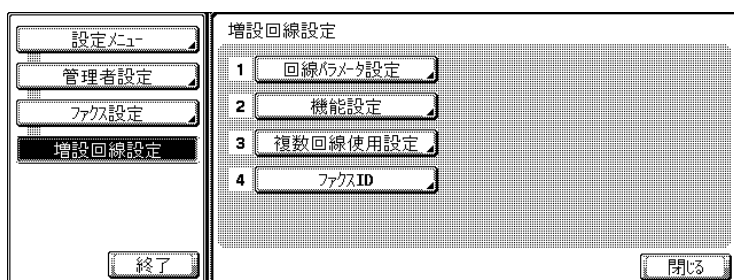 設定ﾒﾆｭｰ
管理者設定
ﾌｧｸｽ設定
増設回線設定
終了
増設回線設定
1 回線ﾊﾟﾗﾒｰﾀ設定
2 機能設定
3 複数回線使用設定
4 ﾌｧｸｽID
閉じる